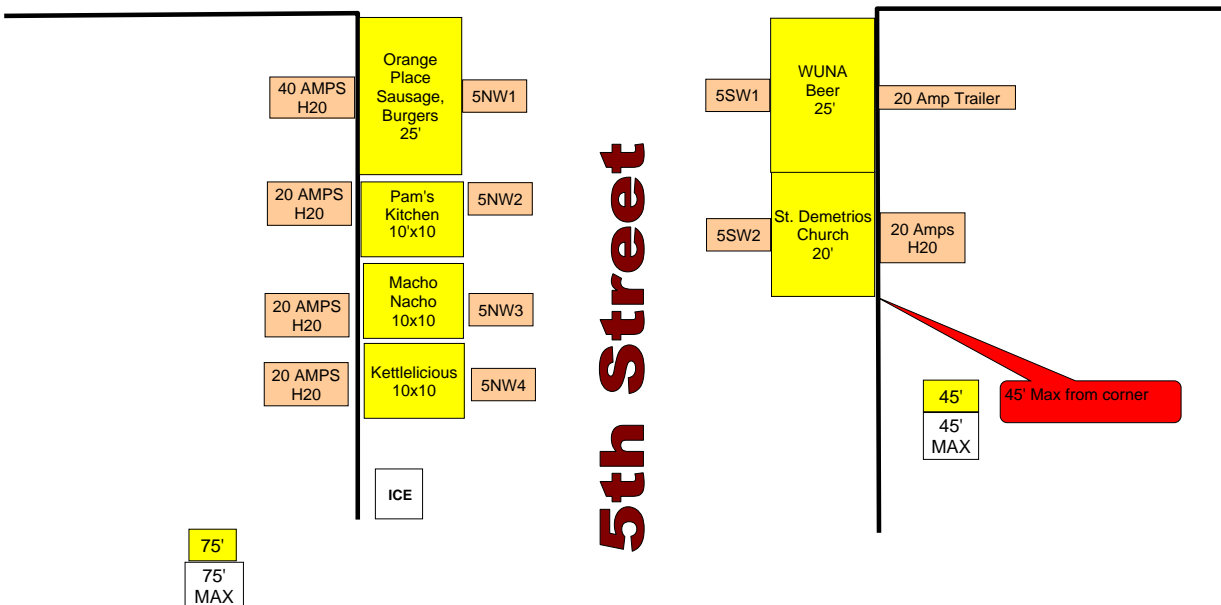 40 AMPS
H20
Orange
Place
Sausage,
Burgers
25'
5NW1
20 AMPS
H20
Pam's
Kitchen
10'x10
5NW2
20 AMPS
H20
Macho
Nacho
10x10
5NW3
20 AMPS
H20
Kettlelicious
10x10
5NW4
ICE
75'
75'
MAX
5th Street
5SW1
WUNA
Beer
25'
20 Amp Trailer
5SW2
St. Demetrios
Church
20'
20 Amps
H20
45' Max from corner
45'
45'
MAX